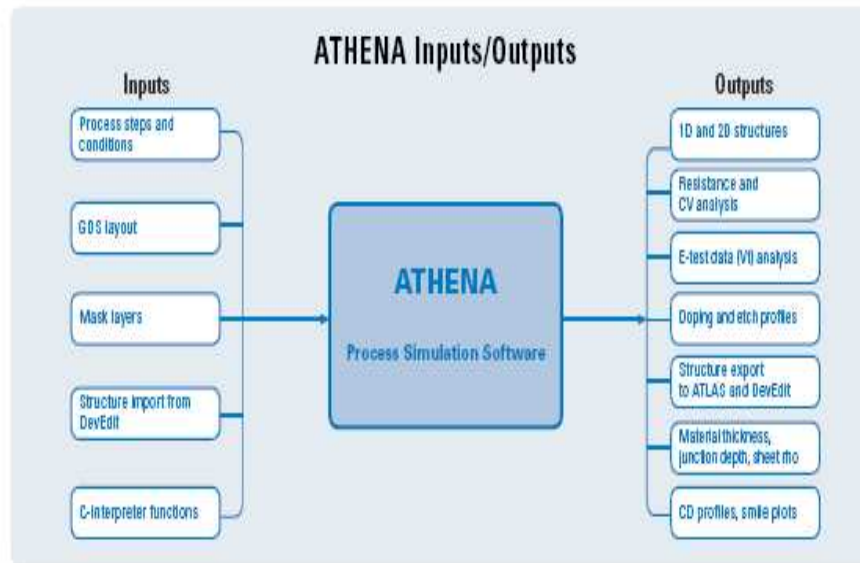 ATHENA Inputs/Outputs
Inputs
Process steps and
conditions
GDS layout
Mask layers
Structure import from
DevEdit
C-Interpreter functions
ATHENA
Process Simulation Software
Outputs
1D and 2D structures
Resistance and
CV analysis
E-test data (Vt) analysis
Doping and etch profiles
Structure export
to ATLAS and DevEdit
Material thickness,
junction depth, sheet rho
CD profiles, smile plots